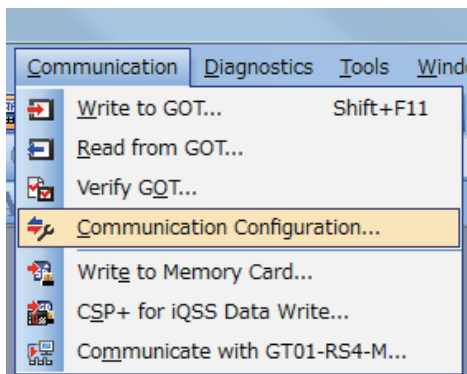 Communication Diagnostics Tools
Write to GOT... Shift+F11
Read from GOT...
Verify GOT...
Communication Configuration...
Write to Memory Card...
CSP+ for iQSS Data Write...
Communicate with GT01-RS4-M...